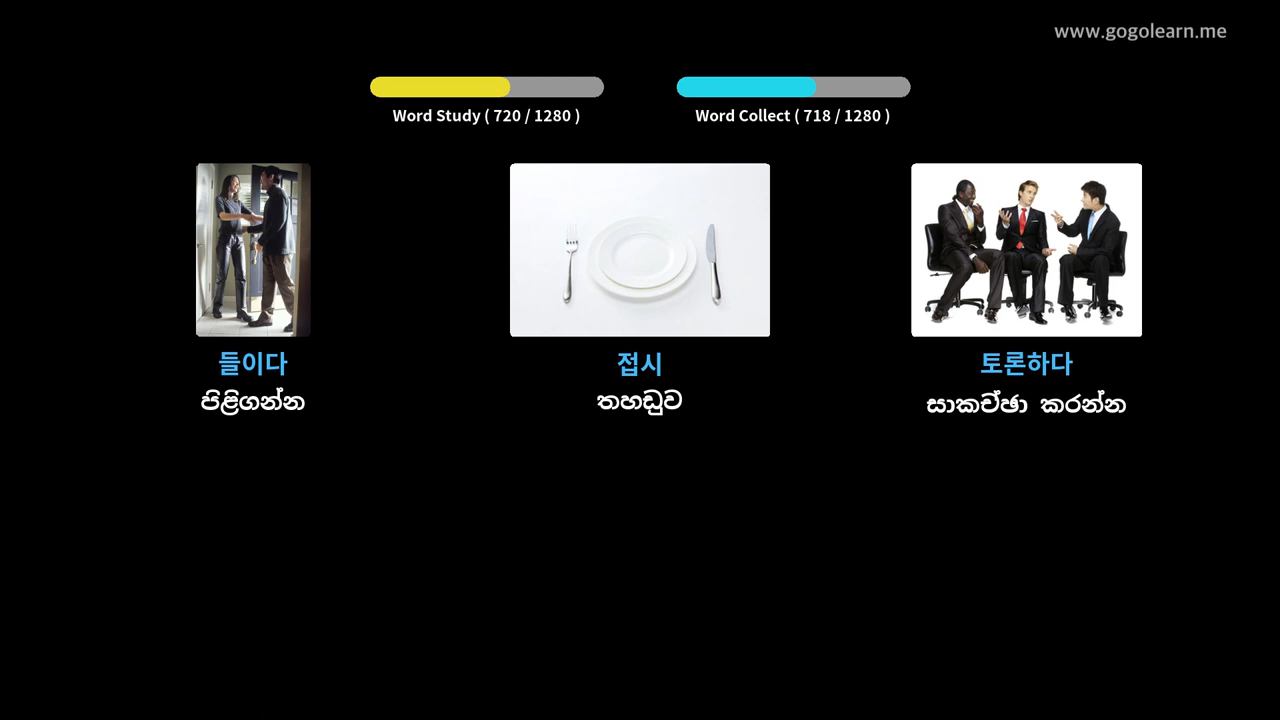 www.gogolearn.me
Word Study ( 720 / 1280 )
Word Collect ( 718 / 1280 )
들이다
පිළිගන්න
접시
තහඩුව
토론하다
සාකච්ඡා කරන්න